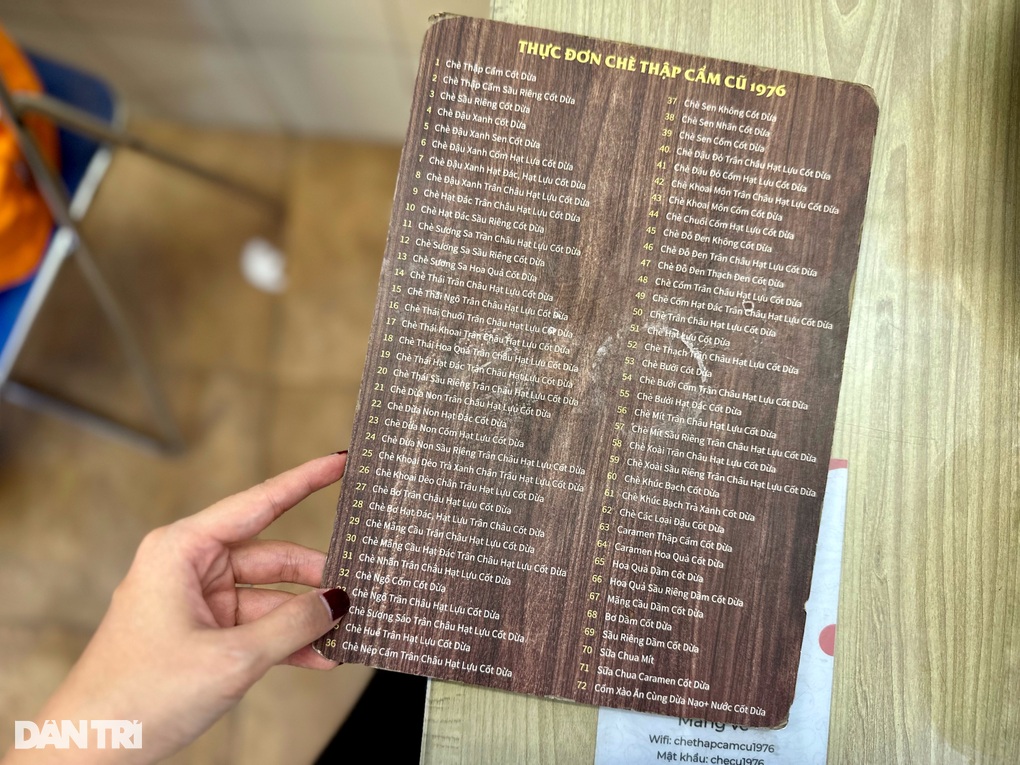 THỰC ĐƠN CHÈ THẬP CẨM CŨ 1976
1 Chè Thập Cẩm Cốt Dừa
2 Chè Thập Cẩm Sầu Riêng Cốt Dừa
3 Chè Sầu Riêng Cốt Dừa
4 Chè Đậu Xanh Cốt Dừa
5 Chè Đậu Xanh Sen Cốt Dừa
6 Chè Đậu Xanh Cốm Hạt Lựa Cốt Dừa
7 Chè Đậu Xanh Hạt Đác, Hạt Lựu Cốt Dừa
8 Chè Đậu Xanh Trân Châu Hạt Lựu Cốt Dừa
9 Chè Hạt Đác Trân Châu Hạt Lựu Cốt Dừa
10 Chè Hạt Đác Sầu Riêng Cốt Dừa
11 Chè Sương Sa Trân Châu Hạt Lựu Cốt Dừa
12 Chè Sương Sa Sầu Riêng Cốt Dừa
13 Chè Sương Sa Hoa Quả Cốt Dừa
14 Chè Thái Trân Châu Hạt Lựu Cốt Dừa
15 Chè Thái Ngô Trân Châu Hạt Lựu Cốt Dừa
16 Chè Thái Chuối Trân Châu Hạt Lựu Cốt Dừa
17 Chè Thái Khoai Trân Châu Hạt Lựu Cốt Dừa
18 Chè Thái Hoa Quả Trân Châu Hạt Lựu Cốt Dừa
19 Chè Thái Hạt Đác Trân Châu Hạt Lựu Cốt Dừa
20 Chè Thái Sầu Riêng Trân Châu Hạt Lựu Cốt Dừa
21 Chè Dừa Non Trân Châu Hạt Lựu Cốt Dừa
22 Chè Dừa Non Hạt Đác Cốt Dừa
23 Chè Dừa Non Cốm Hạt Lựu Cốt Dừa
24 Chè Dừa Non Sầu Riêng Trân Châu Hạt Lựu Cốt Dừa
25 Chè Khoai Dẻo Trà Xanh Chân Trâu Hạt Lựu Cốt Dừa
26 Chè Khoai Dẻo Chân Trâu Hạt Lựu Cốt Dừa
27 Chè Bơ Trân Châu Hạt Lựu Cốt Dừa
28 Chè Bơ Hạt Đác, Hạt Lựu Trân Châu Cốt Dừa
29 Chè Mãng Cầu Trân Châu Hạt Lựu Cốt Dừa
30 Chè Mãng Cầu Hạt Đác Trân Châu Hạt Lựu Cốt Dừa
31 Chè Nhãn Trân Châu Hạt Lựu Cốt Dừa
32 Chè Ngô Cốm Cốt Dừa
Chè Ngô Trân Châu Hạt Lựu Cốt Dừa
Chè Sương Sáo Trân Châu Hạt Lựu Cốt Dừa
Chè Huế Trân Hạt Lựu Cốt Dừa
36 Chè Nếp Cẩm Trân Châu Hạt Lựu Cốt Dừa
37 Chè Sen Không Cốt Dừa
38 Chè Sen Nhãn Cốt Dừa
39 Chè Sen Cốm Cốt Dừa
40 Chè Đậu Đỏ Trân Châu Hạt Lựu Cốt Dừa
41 Chè Đậu Đỏ Cốm Hạt Lựu Cốt Dừa
42 Chè Khoai Môn Trân Châu Hạt Lựu Cốt Dừa
43 Chè Khoai Môn Cốm Cốt Dừa
44 Chè Chuối Cốm Hạt Lựu Cốt Dừa
45 Chè Đỗ Đen Không Cốt Dừa
46 Chè Đỗ Đen Trân Châu Hạt Lựu Cốt Dừa
47 Chè Đỗ Đen Thạch Đen Cốt Dừa
48 Chè Cốm Trân Châu Hạt Lựu Cốt Dừa
49 Chè Cốm Hạt Đác Trân Châu Hạt Lựu Cốt Dừa
50 Chè Trân Châu Hạt Lựu Cốt Dừa
51 Chè Hạt Lựu Cốt Dừa
52 Chè Thạch Trân Châu Hạt Lựu Cốt Dừa
53 Chè Bưởi Cốt Dừa
54 Chè Bưởi Cốm Trân Châu Hạt Lựu Cốt Dừa
55 Chè Bưởi Hạt Đác Cốt Dừa
56 Chè Mít Trân Châu Hạt Lựu Cốt Dừa
57 Chè Mít Sầu Riêng Trân Châu Hạt Lựu Cốt Dừa
58 Chè Xoài Trân Châu Hạt Lựu Cốt Dừa
59 Chè Xoài Sầu Riêng Trân Châu Hạt Lựu Cốt Dừa
60 Chè Khúc Bạch Cốt Dừa
61 Chè Khúc Bạch Trà Xanh Cốt Dừa
62 Chè Các Loại Đậu Cốt Dừa
63 Caramen Thập Cẩm Cốt Dừa
64 Caramen Hoa Quả Cốt Dừa
65 Hoa Quả Dầm Cốt Dừa
66 Hoa Quả Sầu Riêng Dầm Cốt Dừa
67 Mãng Cầu Dầm Cốt Dừa
68 Bơ Dầm Cốt Dừa
69 Sầu Riêng Dầm Cốt Dừa
70 Sữa Chua Mít
71 Sữa Chua Caramen Cốt Dừa
72 Cốm Xào Ăn Cùng Dừa Nạo+ Nước Cốt Dừa
Mang về
Wifi: chethapcamcu1976
Mật khẩu: checu1976
DÂN TRÍ